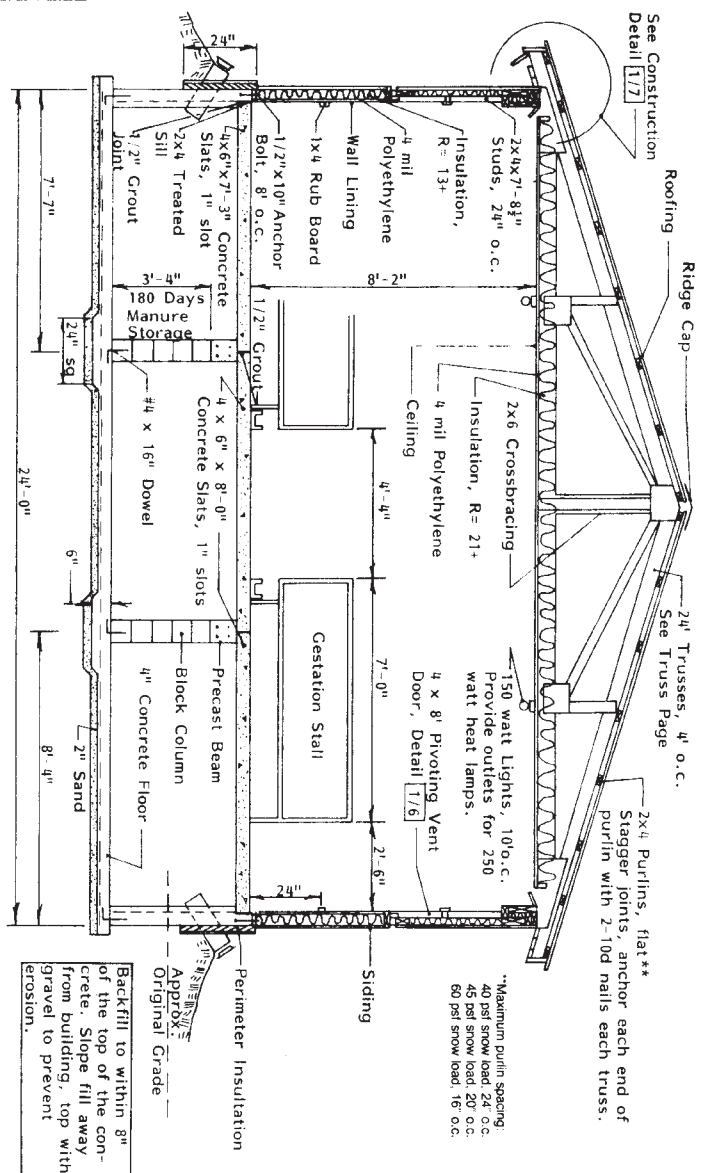 See Construction
Detail 1/7
Roofing
Ridge Cap
24' Trusses, 4' o.c.
See Truss Page
2x4 Purlins, flat**
Stagger joints, anchor each end of
purlin with 2-10d nails each truss.
**Maximum purlin spacing:
40 psf snow load, 24" o.c.
45 psf snow load, 20" o.c.
60 psf snow load, 16" o.c.
2x4x7'-8½"
Studs, 24" o.c.
Insulation,
R= 13+
4 mil
Polyethylene
Wall Lining
1x4 Rub Board
1/2"x10" Anchor
Bolt, 8' o.c.
4x6"x7'-3" Concrete
Slats, 1" slot
2x4 Treated
Sill
1/2" Grout
Joint
24"
8'-2"
2x6 Crossbracing
Insulation, R= 21+
4 mil Polyethylene
Ceiling
150 watt Lights, 10' o.c.
Provide outlets for 250
watt heat lamps.
4 x 8' Pivoting Vent
Door, Detail 1/6
Siding
4'-4"
7'-0"
2'-6"
24"
Gestation Stall
1/2" Grout
4 x 6" x 8'-0"
Concrete Slats, 1" slots
#4 x 16" Dowel
3'-4"
180 Days
Manure
Storage
Precast Beam
Block Column
4" Concrete Floor
2" Sand
Perimeter Insultation
Approx.
Original Grade
7'-7"
24" sq
6"
8'-4"
24'-0"
Backfill to within 8"
of the top of the con-
crete. Slope fill away
from building, top with
gravel to prevent
erosion.